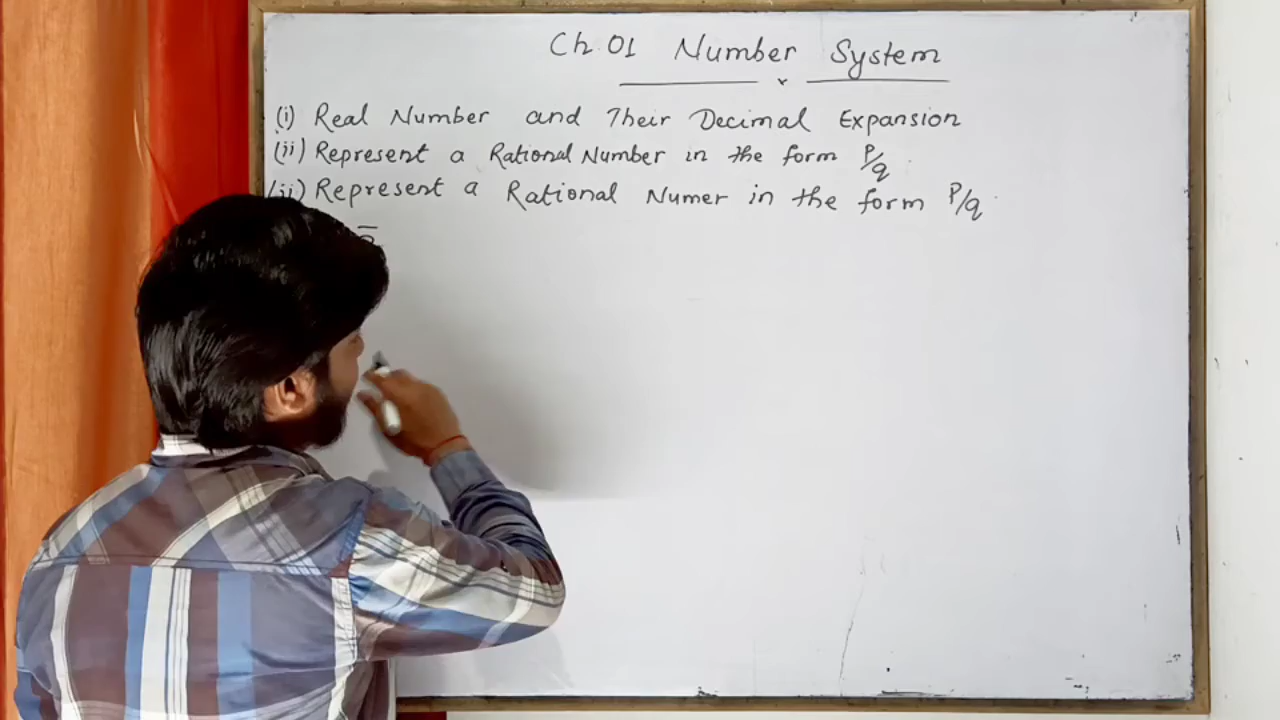 Ch. 01 Number System
x
(i) Real Number and Their Decimal Expansion
(ii) Represent a Rational Number in the form P/q.
(ii) Represent a Rational Numer in the form P/q.